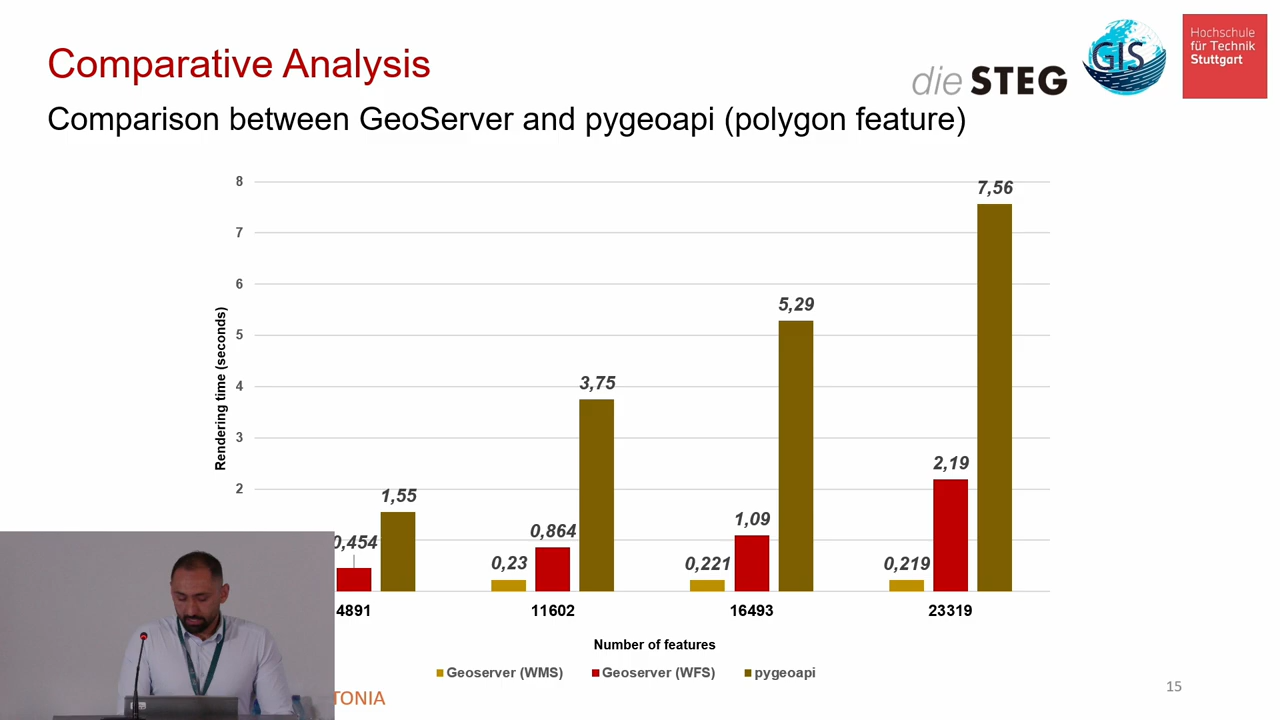 Comparative Analysis
Comparison between GeoServer and pygeoapi (polygon feature)
die STEG
GIS
Hochschule
für Technik
Stuttgart
8
7
6
5
4
3
2
Rendering time (seconds)
0,454
1,55
0,23
0,864
3,75
0,221
1,09
5,29
0,219
2,19
7,56
4891
11602
16493
23319
Number of features
Geoserver (WMS)
Geoserver (WFS)
pygeoapi
TONIA
15